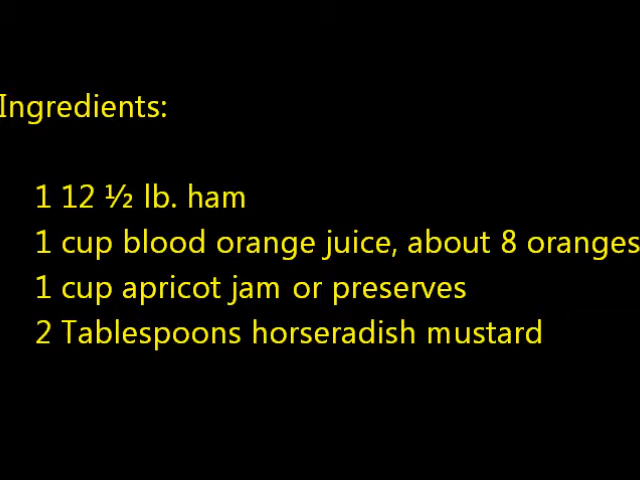 Ingredients:
1 12 ½ lb. ham
1 cup blood orange juice, about 8 oranges
1 cup apricot jam or preserves
2 Tablespoons horseradish mustard